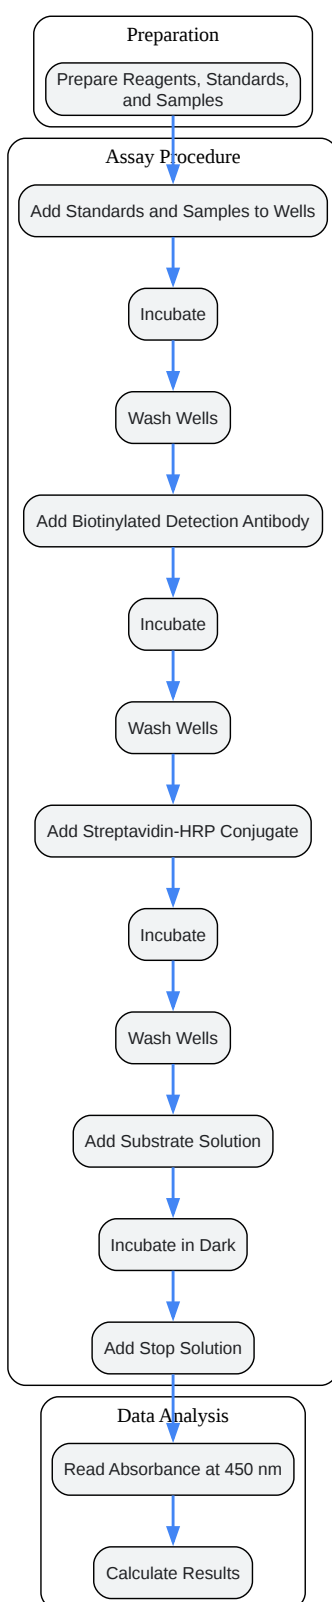 Preparation
Prepare Reagents, Standards,
and Samples
Assay Procedure
Add Standards and Samples to Wells
Incubate
Wash Wells
Add Biotinylated Detection Antibody
Incubate
Wash Wells
Add Streptavidin-HRP Conjugate
Incubate
Wash Wells
Add Substrate Solution
Incubate in Dark
Add Stop Solution
Data Analysis
Read Absorbance at 450 nm
Calculate Results